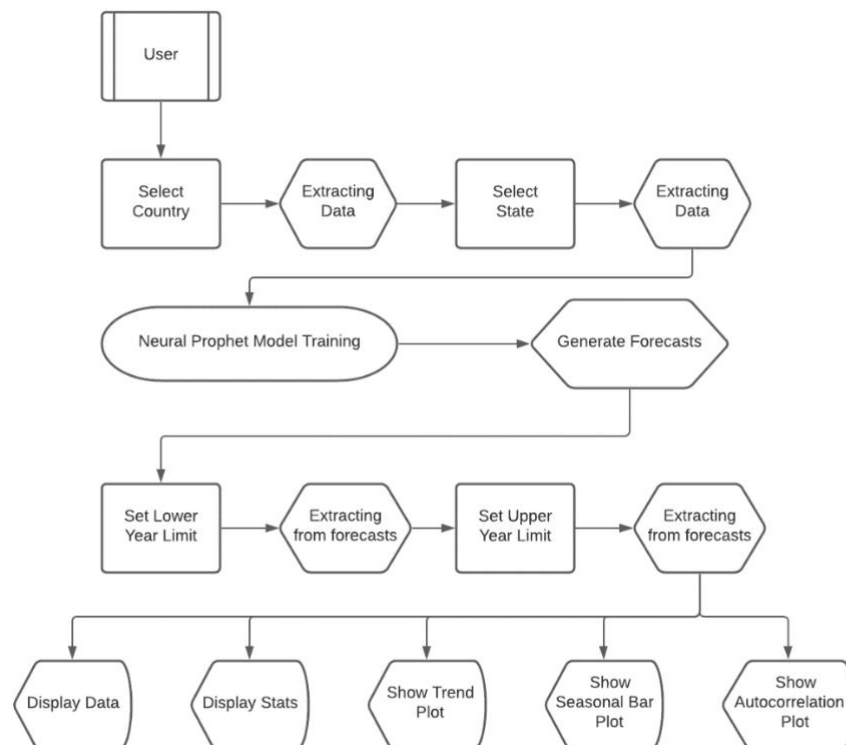 User
Select
Country
Extracting
Data
Select
State
Extracting
Data
Neural Prophet Model Training
Generate Forecasts
Set Lower
Year Limit
Extracting
from forecasts
Set Upper
Year Limit
Extracting
from forecasts
Display Data
Display Stats
Show Trend
Plot
Show
Seasonal Bar
Plot
Show
Autocorrelation
Plot